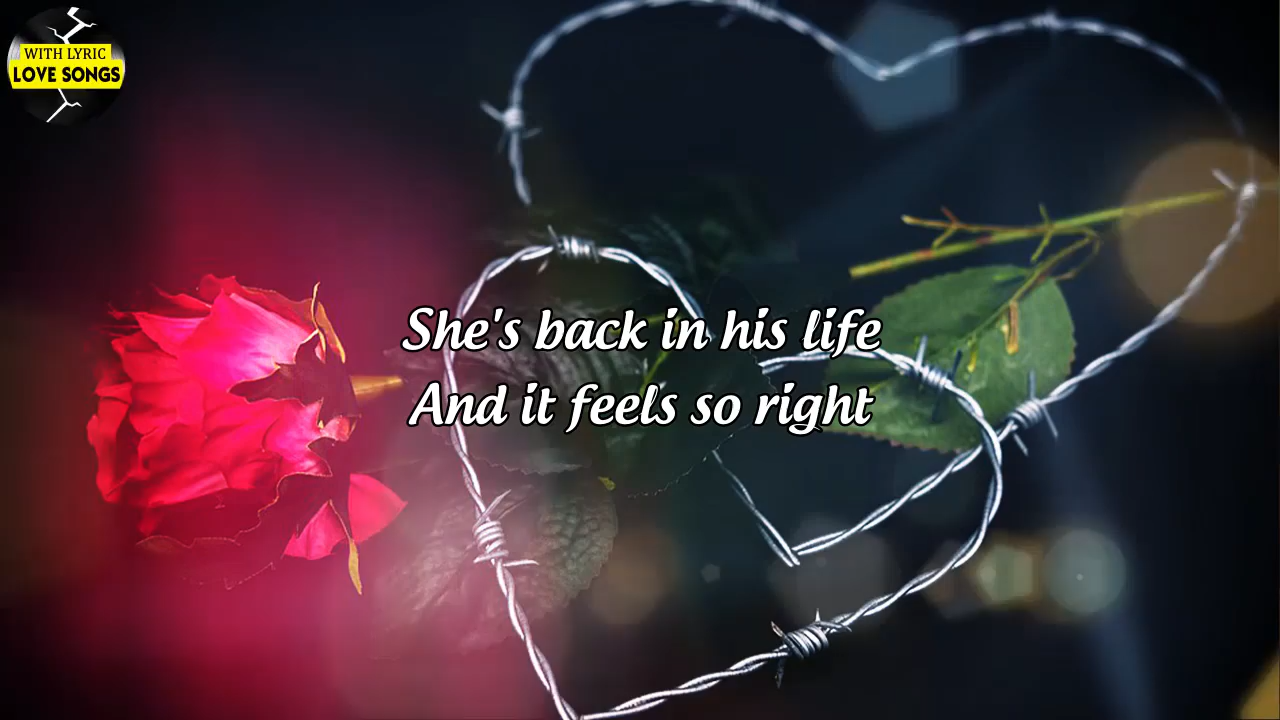 WITH LYRIC
LOVE SONGS
She's back in his life
And it feels so right